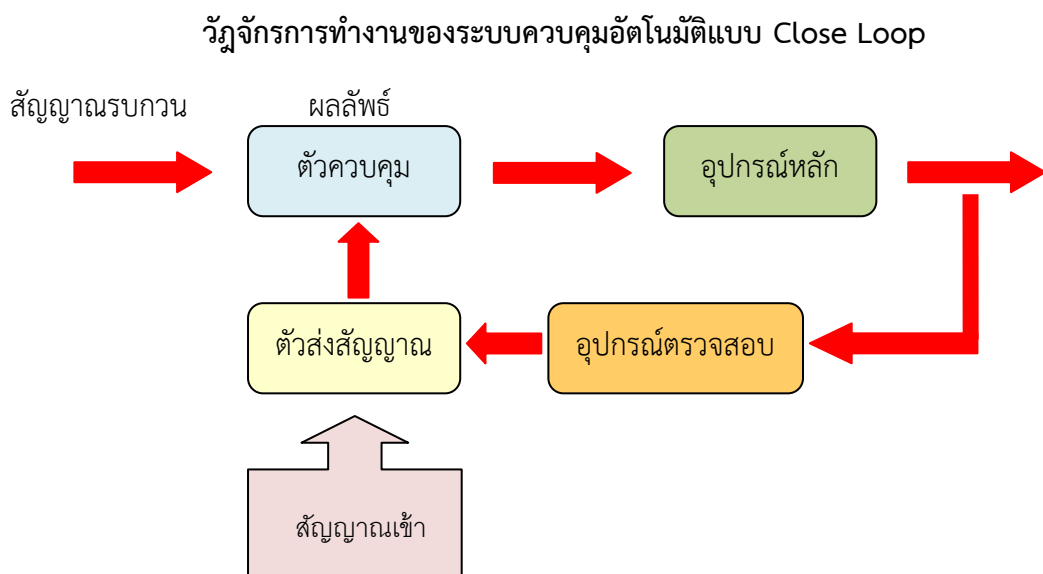 วัฎจักรการทำงานของระบบควบคุมอัตโนมัติแบบ Close Loop
สัญญาณรบกวน ผลลัพธ์
ตัวควบคุม อุปกรณ์หลัก
ตัวส่งสัญญาณ อุปกรณ์ตรวจสอบ
สัญญาณเข้า